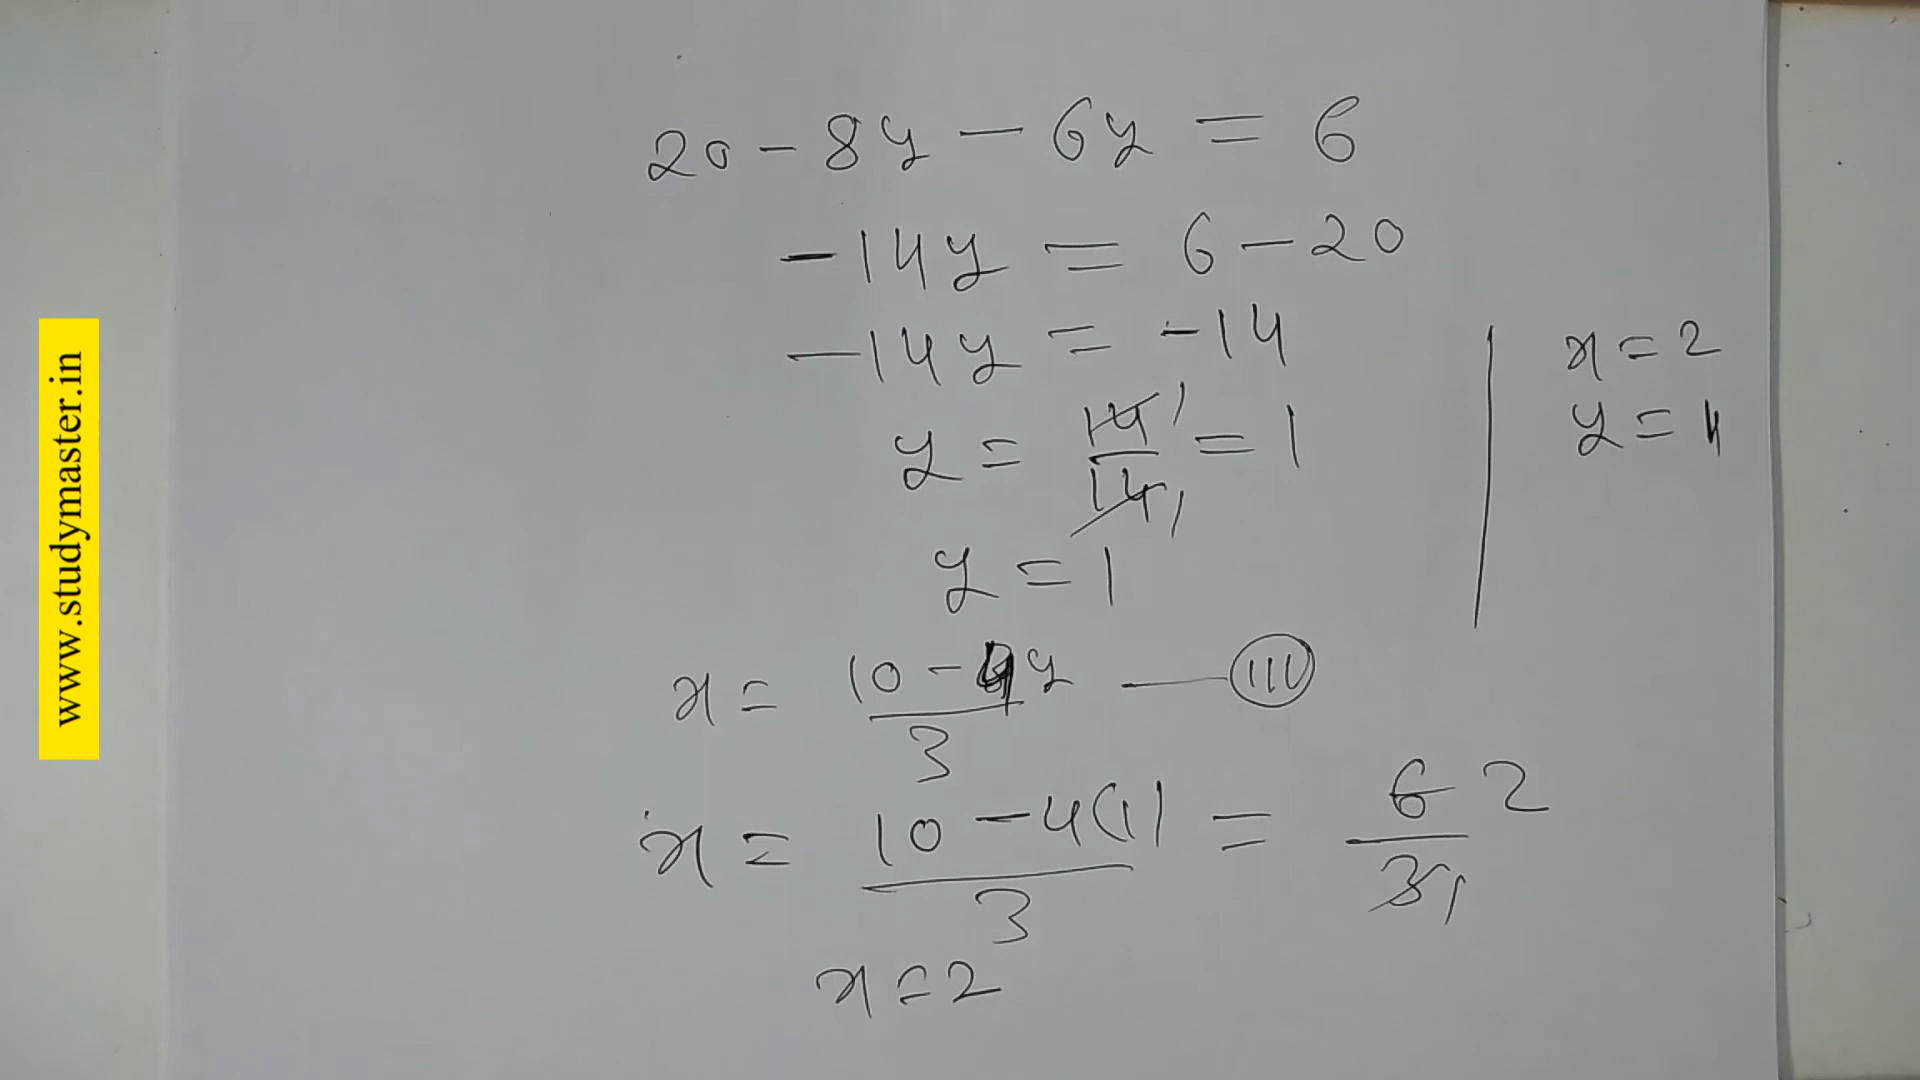 www.studymaster.in
20 - 8y - 6y = 6
-14y = 6 - 20
-14y = -14
y = 14/14 = 1
y = 1
x = (10 - 4y)/3 — III
x = (10 - 4(1))/3 = 6/3 2 1
x = 2
x = 2
y = 4